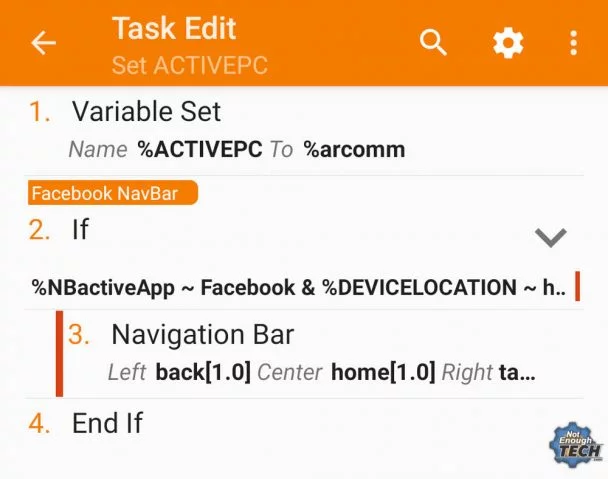 Task Edit
Set ACTIVEPC
1. Variable Set
Name %ACTIVEPC To %arcomm
Facebook NavBar
2. If
%NBactiveApp ~ Facebook & %DEVICELOCATION ~ h..
3. Navigation Bar
Left back[1.0] Center home[1.0] Right ta...
4. End If
Not
Enough
TECH